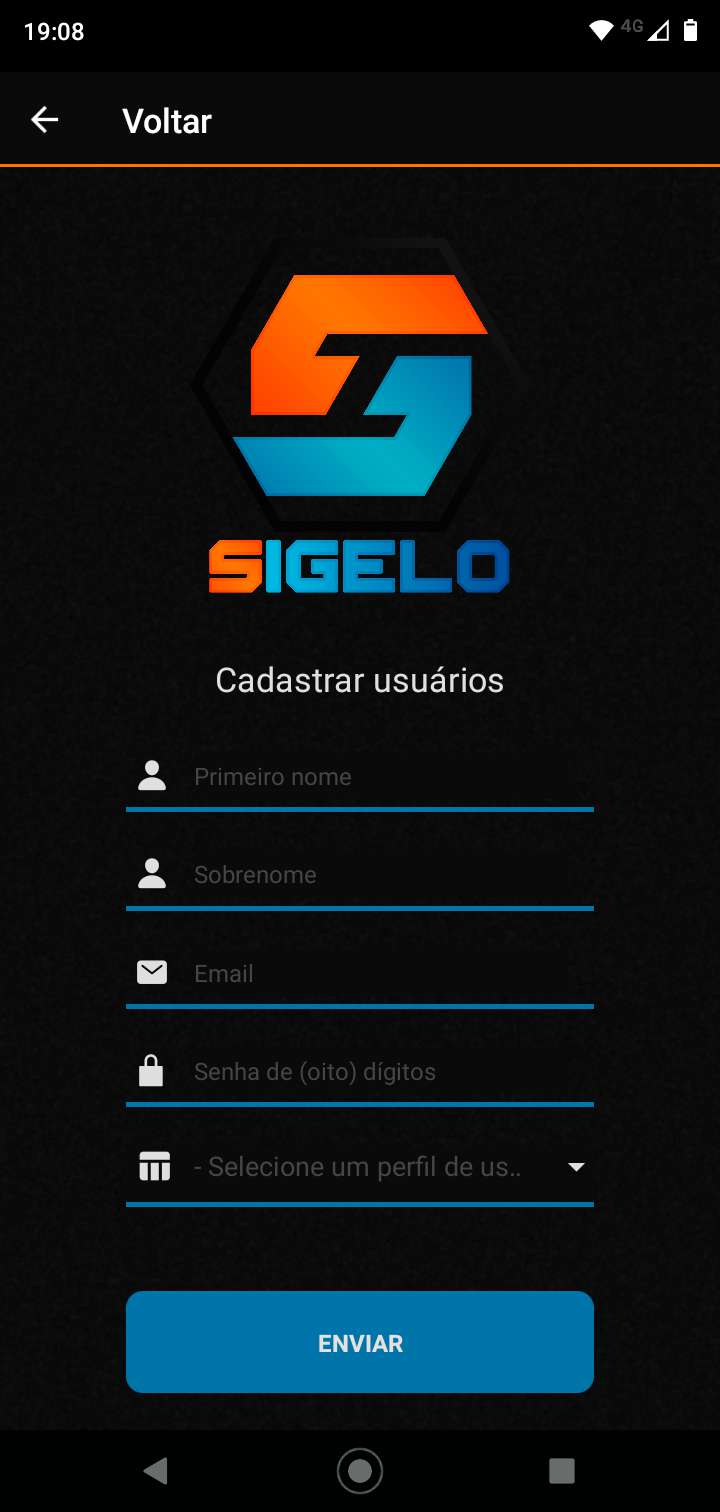 19:08
4G
Voltar
SIGELO
Cadastrar usuários
Primeiro nome
Sobrenome
Email
Senha de (oito) dígitos
- Selecione um perfil de us..
ENVIAR